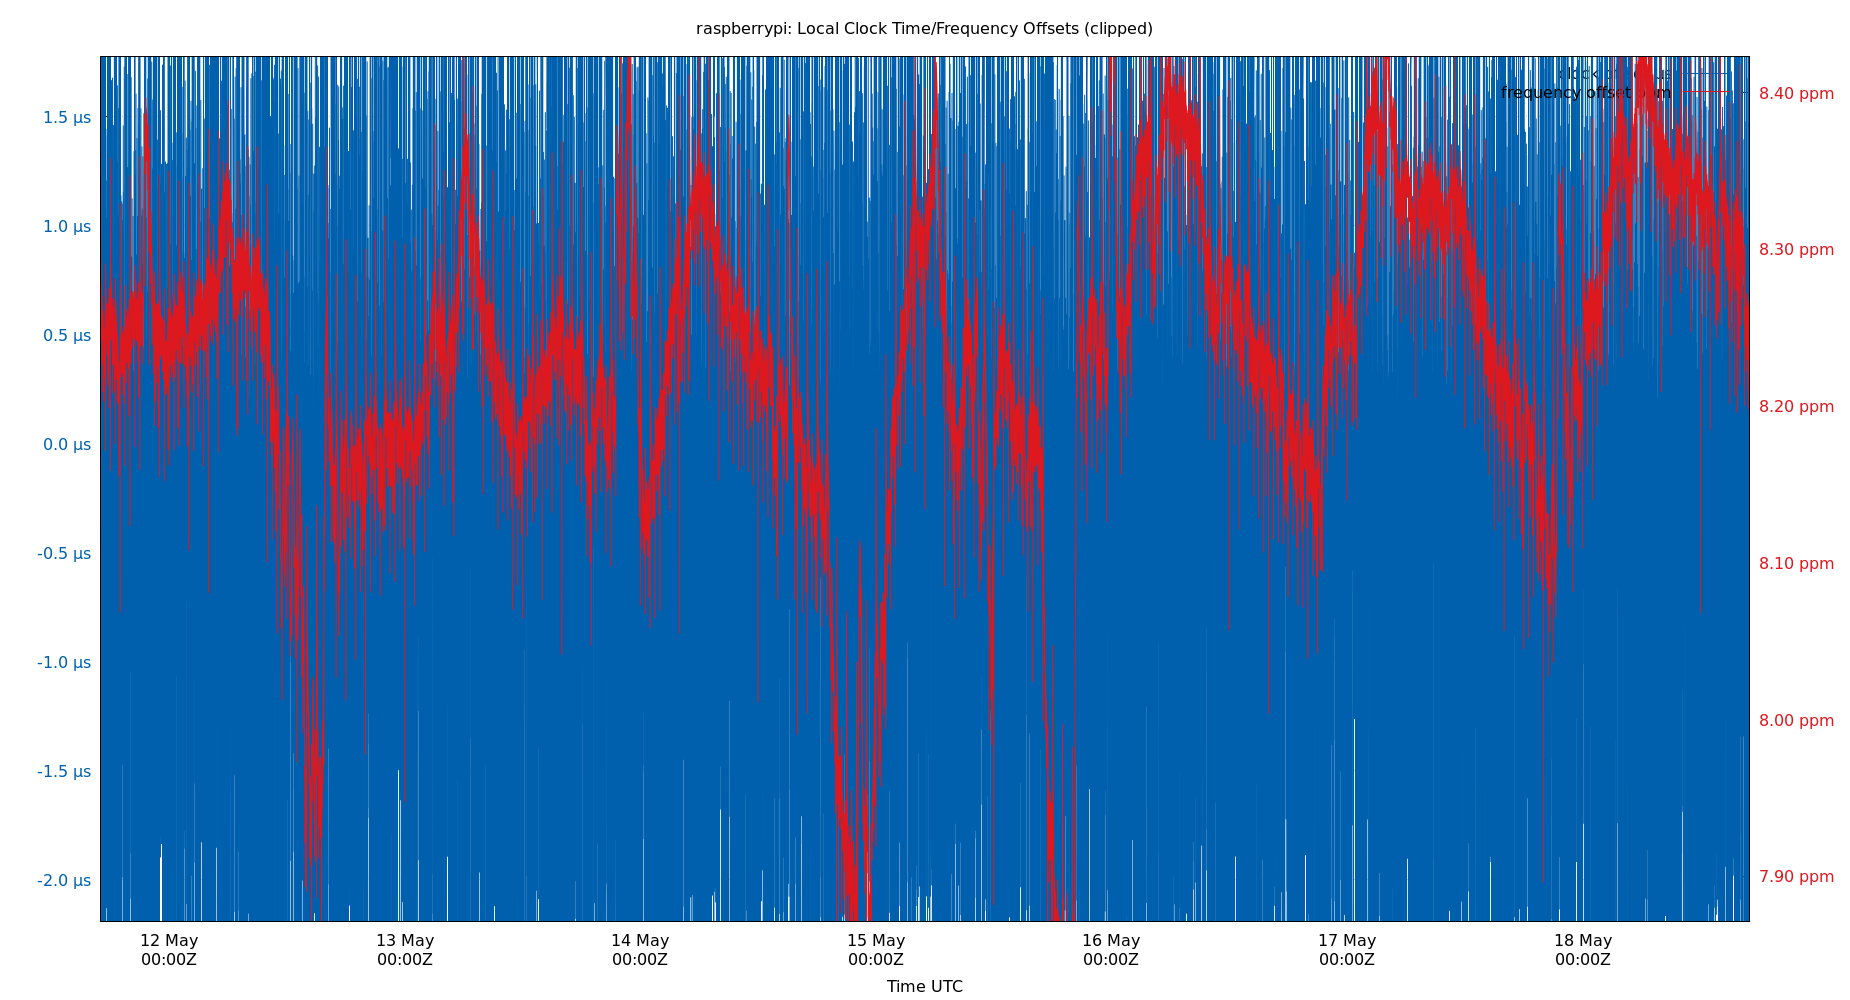 raspberrypi: Local Clock Time/Frequency Offsets (clipped)
frequency offset ppm
1.5 µs
1.0 µs
0.5 µs
0.0 µs
-0.5 µs
-1.0 µs
-1.5 µs
-2.0 µs
8.40 ppm
8.30 ppm
8.20 ppm
8.10 ppm
8.00 ppm
7.90 ppm
12 May 13 May 14 May 15 May 16 May 17 May 18 May
00:00Z 00:00Z 00:00Z 00:00Z 00:00Z 00:00Z 00:00Z
Time UTC